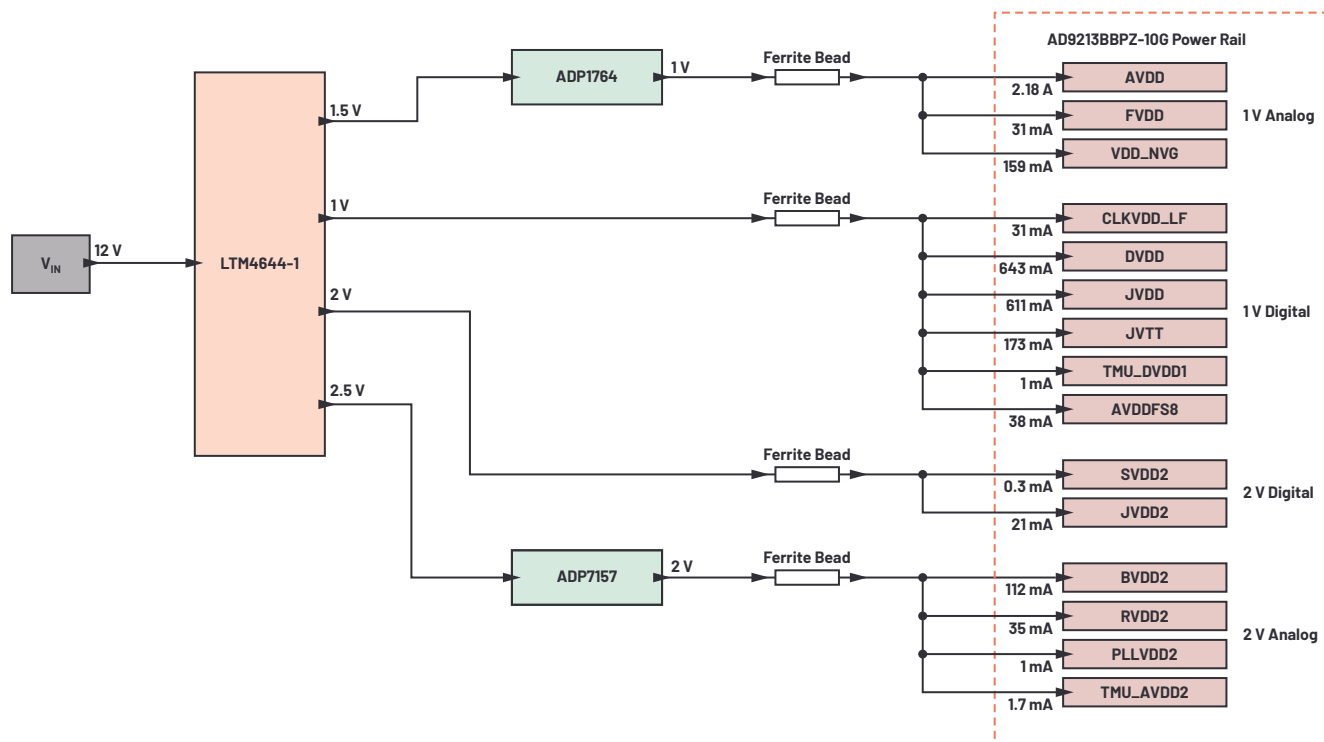 AD9213BBPZ-10G Power Rail
Ferrite Bead
ADP1764
1 V
AVDD
2.18 A
1.5 V
FVDD
31 mA
1 V Analog
VDD_NVG
159 mA
Ferrite Bead
1 V
CLKVDD_LF
31 mA
12 V
VIN
LTM4644-1
DVDD
643 mA
2 V
JVDD
611 mA
1 V Digital
JVTT
173 mA
TMU_DVDD1
1 mA
2.5 V
AVDDFS8
38 mA
Ferrite Bead
SVDD2
0.3 mA
2 V Digital
JVDD2
21 mA
Ferrite Bead
ADP7157
2 V
BVDD2
112 mA
RVDD2
35 mA
2 V Analog
PLLVDD2
1 mA
TMU_AVDD2
1.7 mA